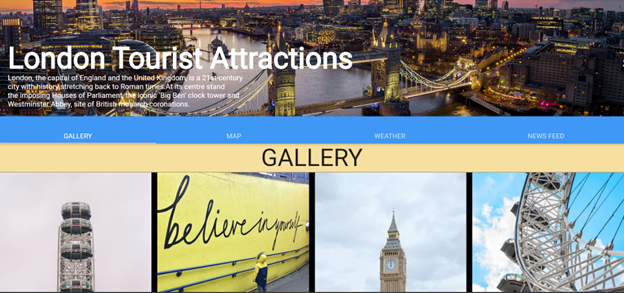 London Tourist Attractions
London, the capital of England and the United Kingdom, is a 21st-century
city with history stretching back to Roman times.At its centre stand
the imposing Houses of Parliament, the iconic 'Big Ben' clock tower and
Westminster Abbey, site of British monarch coronations.
GALLERY MAP WEATHER NEWS FEED
GALLERY
believe in yourself